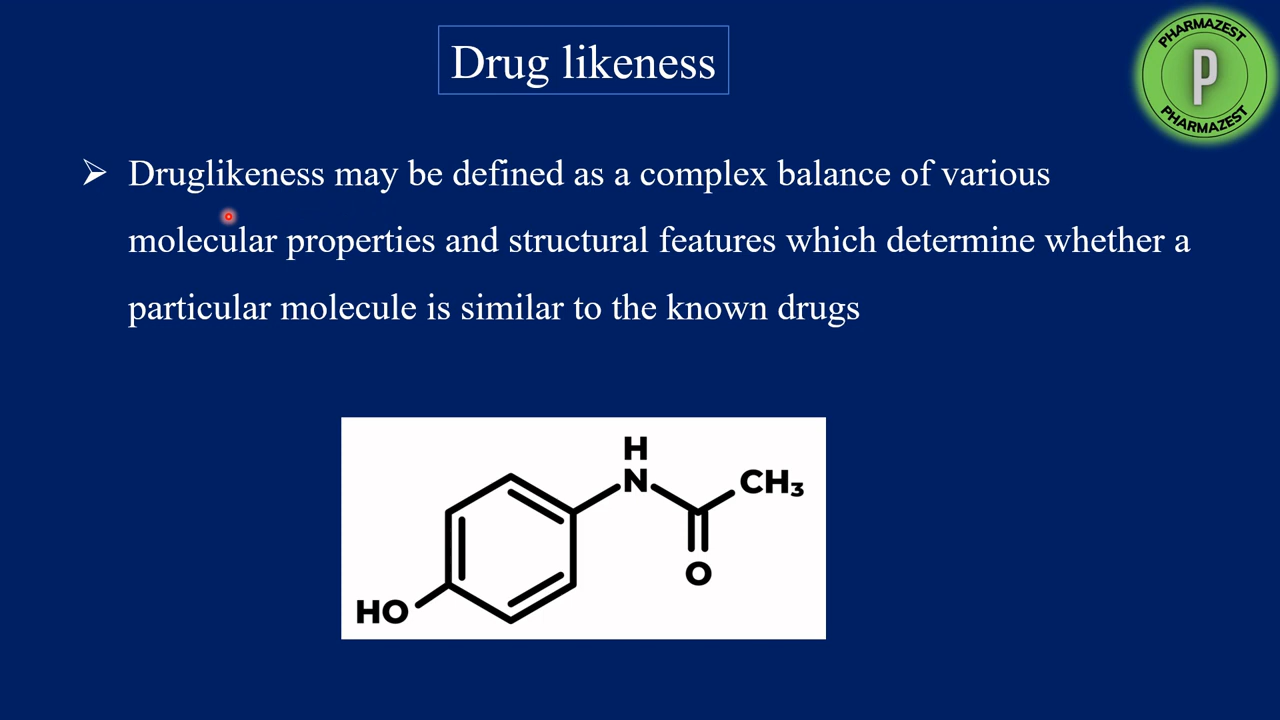 Drug likeness
PHARMAZEST
P
PHARMAZEST
➢ Druglikeness may be defined as a complex balance of various
molecular properties and structural features which determine whether a
particular molecule is similar to the known drugs
H
N
CH₃
O
HO